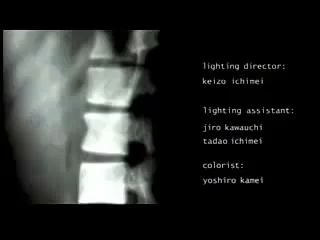 lighting director:
keizo ichimei
lighting assistant:
jiro kawauchi
tadao ichimei
colorist:
yoshiro kamei